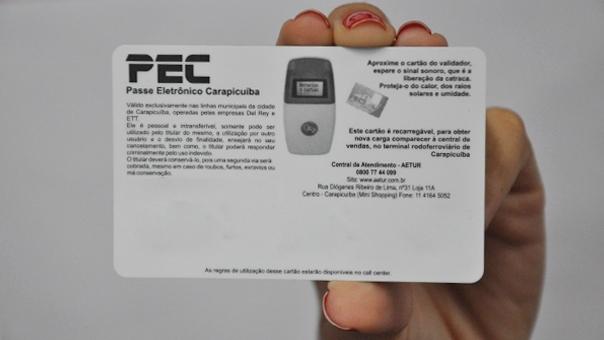 PEC
Passe Eletrônico Carapicuíba
Válido exclusivamente nas linhas municipais da cidade
de Carapicuíba, operadas pelas empresas Del Rey e
ETT.
Ele é pessoal e intransferível, somente pode ser
utilizado pelo titular do mesmo, a utilização por outro
usuário e o desvio de finalidade, ensejará no seu
cancelamento, bem como, o titular poderá responder
criminalmente pelo uso indevido.
O titular deverá conservá-lo, pois uma segunda via será
cobrada, mesmo em caso de roubos, furtos, extravios ou
má conservação.
Aproxime o cartão do validador,
espere o sinal sonoro, que é a
liberação da catraca.
Proteja-o do calor, dos raios
solares e umidade.
Este cartão é recarregável, para obter
nova carga comparecer à central de
vendas, no terminal rodoferroviário de
Carapicuíba
Central de Atendimento - AETUR
0800 77 44 099
Site: www.aetur.com.br
Rua Diógenes Ribeiro de Lima, nº31 Loja 11A
Centro - Carapicuíba (Mini Shopping) Fone: 11 4164 5052
As regras de utilização desse cartão estarão disponíveis no call center.